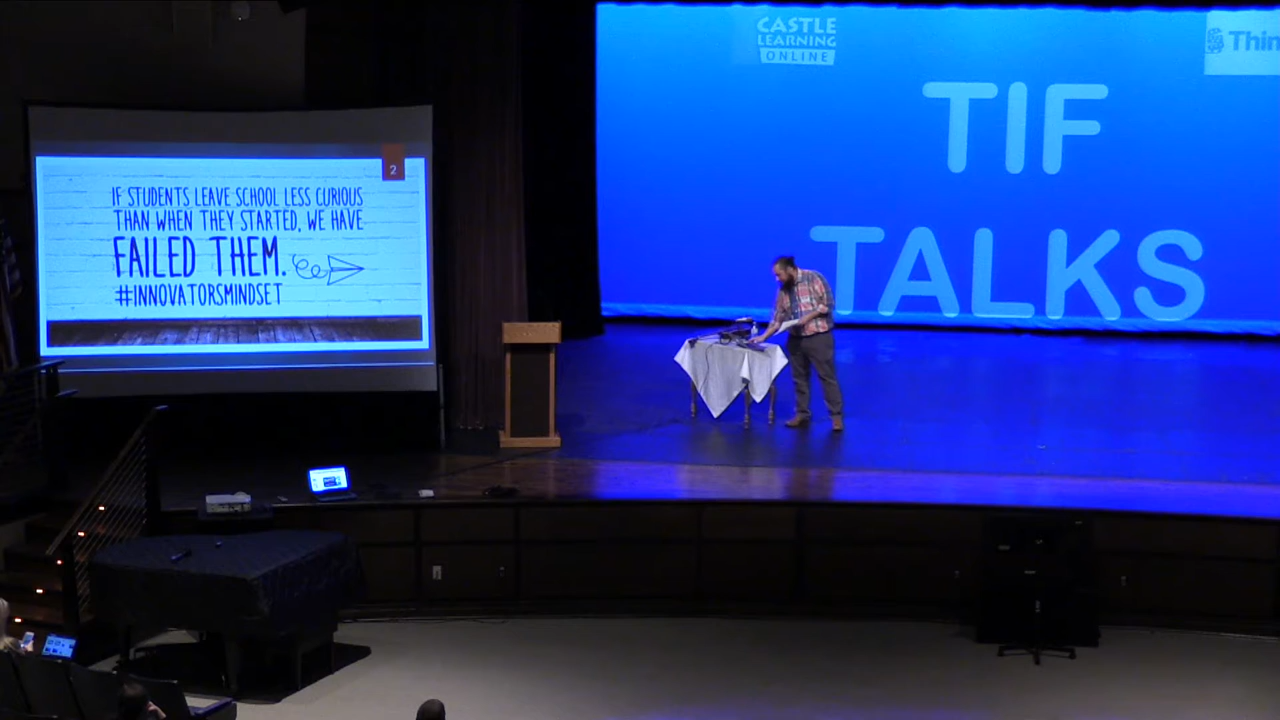 2
IF STUDENTS LEAVE SCHOOL LESS CURIOUS
THAN WHEN THEY STARTED, WE HAVE
FAILED THEM.
#INNOVATORSMINDSET
CASTLE
LEARNING
ONLINE
Thin
TIF
TALKS